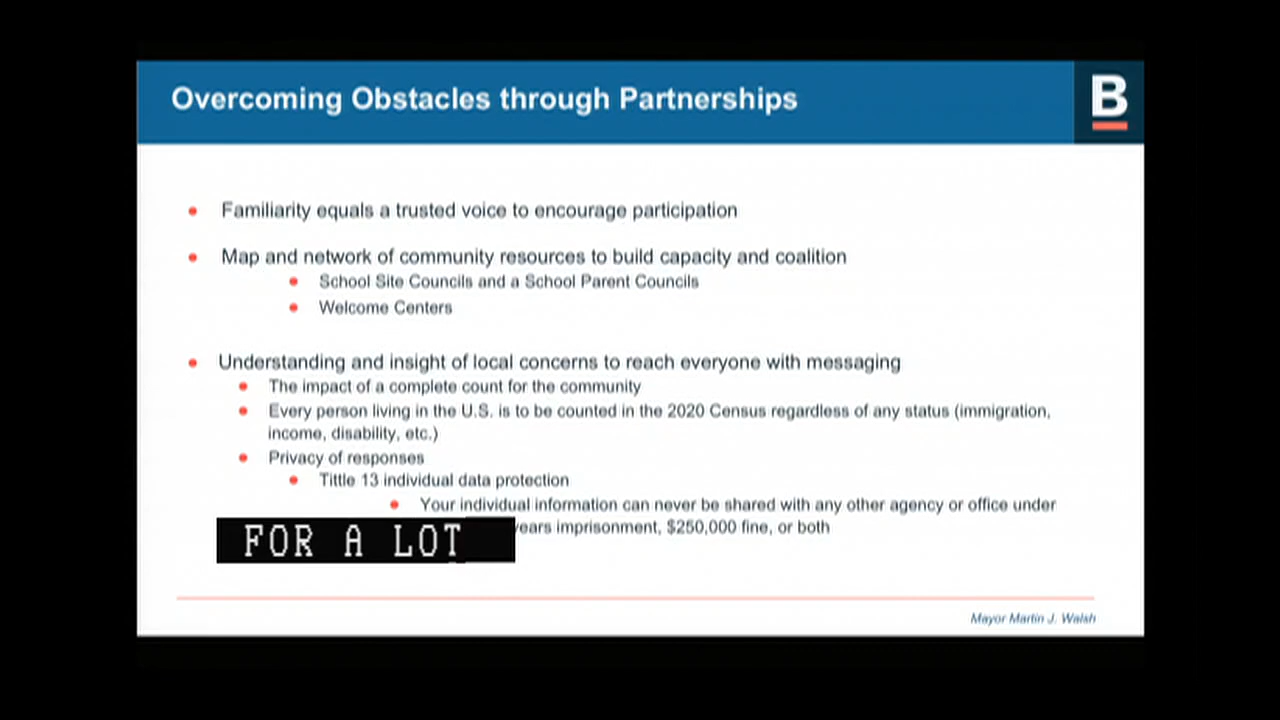 Overcoming Obstacles through Partnerships
B
Familiarity equals a trusted voice to encourage participation
Map and network of community resources to build capacity and coalition
School Site Councils and a School Parent Councils
Welcome Centers
Understanding and insight of local concerns to reach everyone with messaging
The impact of a complete count for the community
Every person living in the U.S. is to be counted in the 2020 Census regardless of any status (immigration,
income, disability, etc.)
Privacy of responses
Tittle 13 individual data protection
Your individual information can never be shared with any other agency or office under
years imprisonment, $250,000 fine, or both
FOR A LOT
Mayor Martin J. Walsh